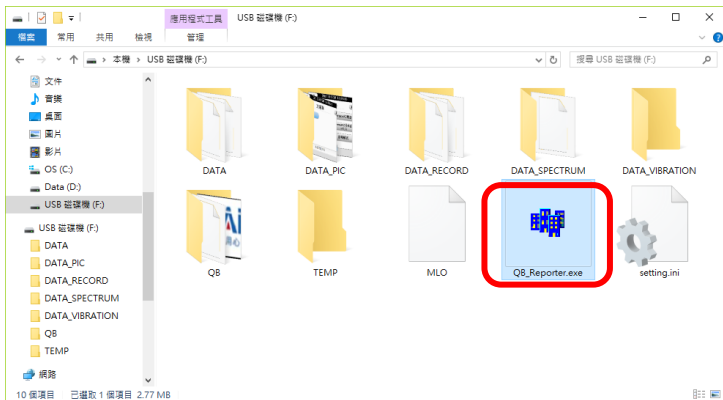 應用程式工具 USB 磁碟機 (F:)
檔案 常用 共用 檢視 管理
本機 › USB 磁碟機 (F:) 搜尋 USB 磁碟機 (F:)
文件
音樂
桌面
圖片
影片
OS (C:)
Data (D:)
USB 磁碟機 (F:)
USB 磁碟機 (F:)
DATA
DATA_PIC
DATA_RECORD
DATA_SPECTRUM
DATA_VIBRATION
QB
TEMP
網路
DATA DATA_PIC DATA_RECORD DATA_SPECTRUM DATA_VIBRATION
QB TEMP MLO QB_Reporter.exe setting.ini
10 個項目 已選取 1 個項目 2.77 MB